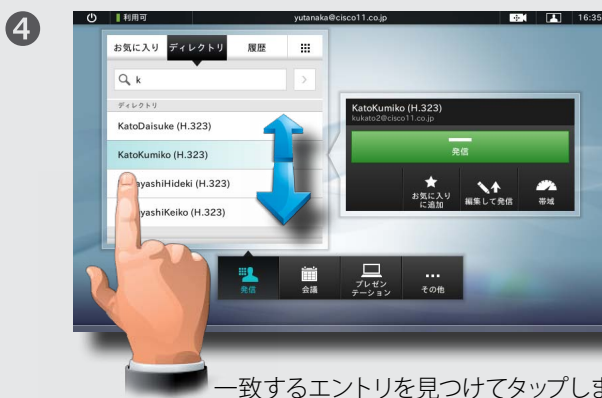 4
利用可 yutanaka@cisco11.co.jp 16:35
お気に入り ディレクトリ 履歴
k
ディレクトリ
KatoDaisuke (H.323)
KatoKumiko (H.323)
ayashiHideki (H.323)
yashiKeiko (H.323)
KatoKumiko (H.323)
kukato2@cisco11.co.jp
発信
お気に入り
に追加
編集して発信
帯域
発信
会議
プレゼン
テーション
その他
一致するエントリを見つけてタップしま